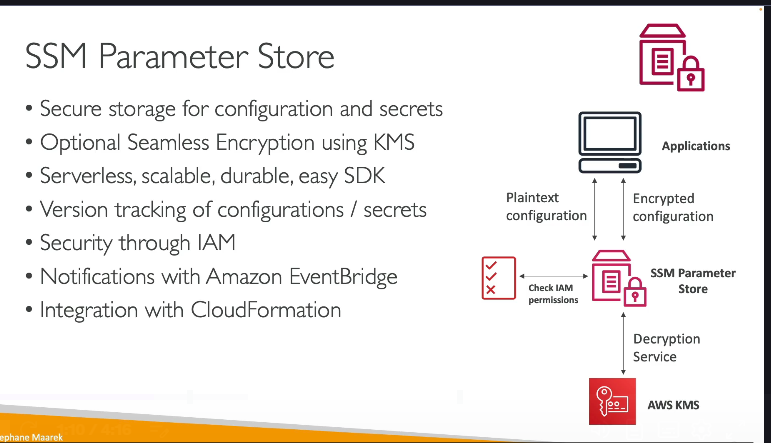 SSM Parameter Store
• Secure storage for configuration and secrets
• Optional Seamless Encryption using KMS
• Serverless, scalable, durable, easy SDK
• Version tracking of configurations / secrets
• Security through IAM
• Notifications with Amazon EventBridge
• Integration with CloudFormation
Applications
Plaintext
configuration
Encrypted
configuration
Check IAM
permissions
SSM Parameter
Store
Decryption
Service
AWS KMS
ephane Maarek